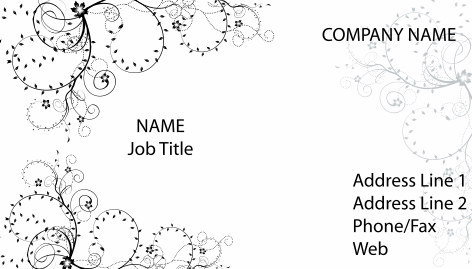 COMPANY NAME
NAME
Job Title
Address Line 1
Address Line 2
Phone/Fax
Web